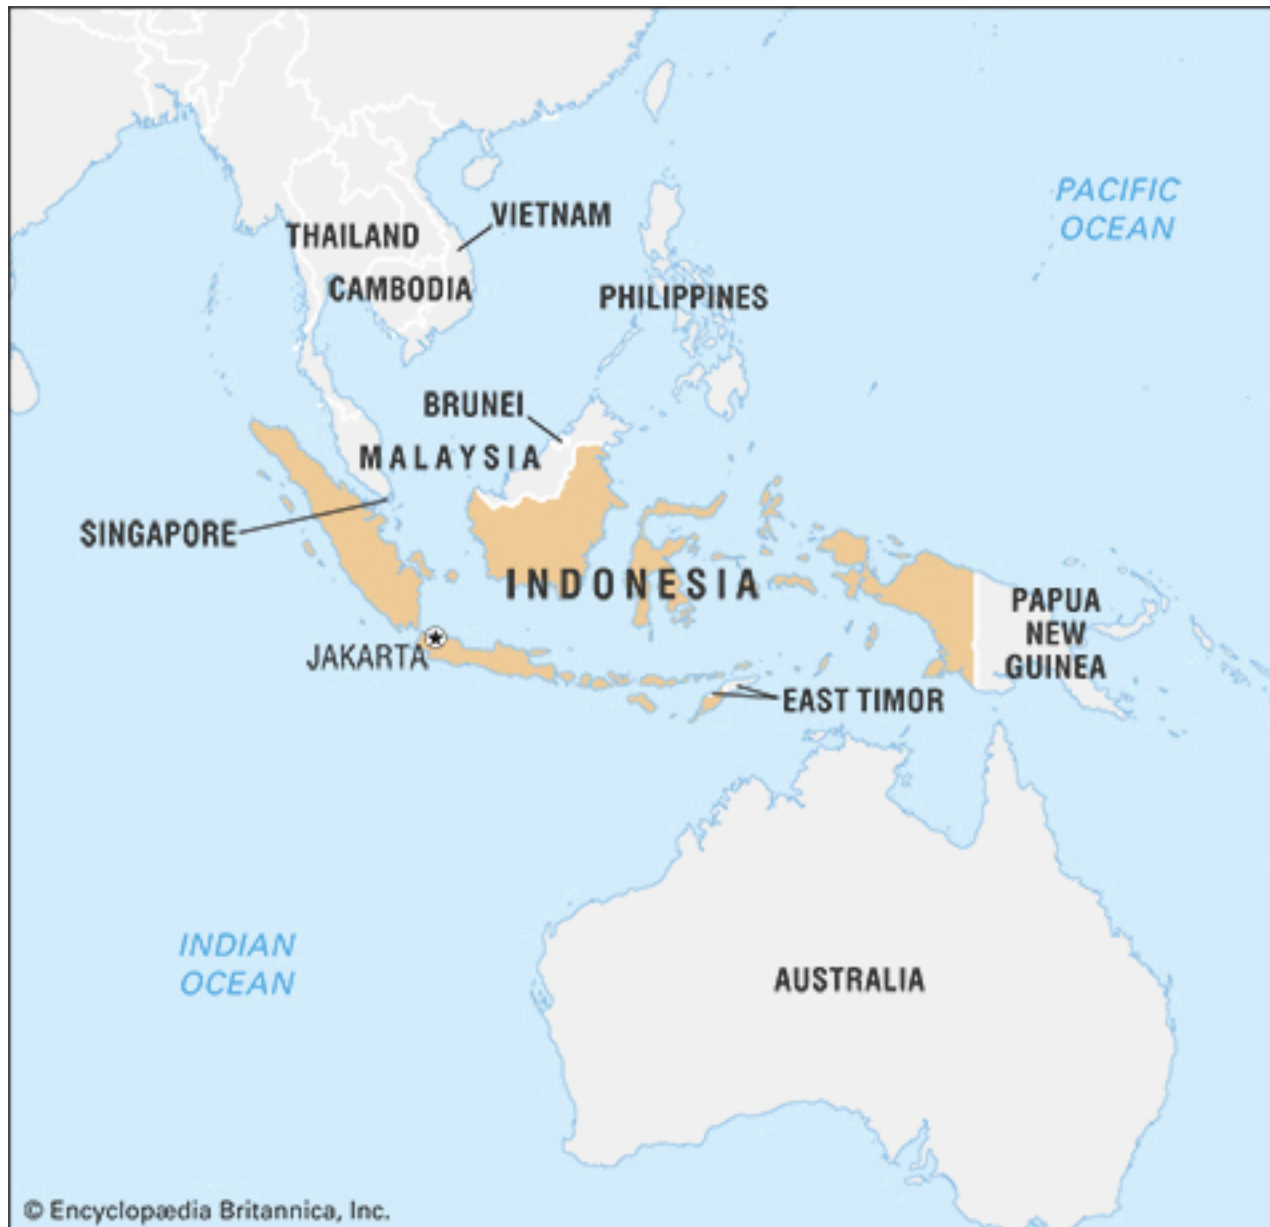 PACIFIC
OCEAN
VIETNAM
THAILAND
CAMBODIA
PHILIPPINES
BRUNEI
MALAYSIA
SINGAPORE
INDONESIA
PAPUA
NEW
GUINEA
JAKARTA
EAST TIMOR
INDIAN
OCEAN
AUSTRALIA
© Encyclopædia Britannica, Inc.